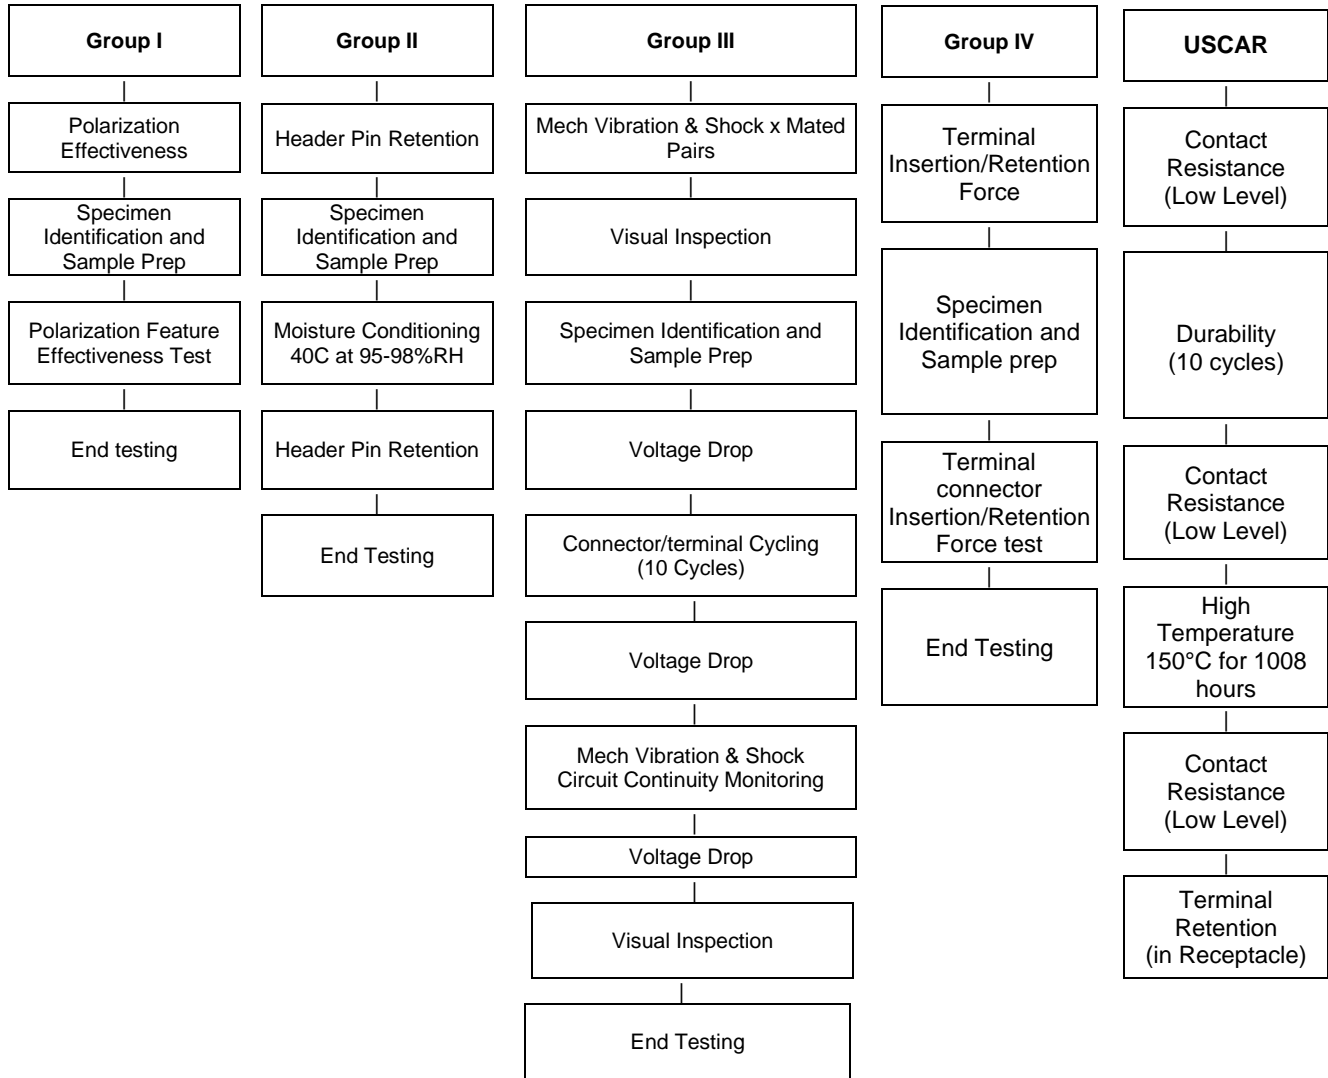 Group I
Polarization
Effectiveness
Specimen
Identification and
Sample Prep
Polarization Feature
Effectiveness Test
End testing
Group II
Header Pin Retention
Specimen
Identification and
Sample Prep
Moisture Conditioning
40C at 95-98%RH
Header Pin Retention
End Testing
Group III
Mech Vibration & Shock x Mated
Pairs
Visual Inspection
Specimen Identification and
Sample Prep
Voltage Drop
Connector/terminal Cycling
(10 Cycles)
Voltage Drop
Mech Vibration & Shock
Circuit Continuity Monitoring
Voltage Drop
Visual Inspection
End Testing
Group IV
Terminal
Insertion/Retention
Force
Specimen
Identification and
Sample prep
Terminal
connector
Insertion/Retention
Force test
End Testing
USCAR
Contact
Resistance
(Low Level)
Durability
(10 cycles)
Contact
Resistance
(Low Level)
High
Temperature
150°C for 1008
hours
Contact
Resistance
(Low Level)
Terminal
Retention
(in Receptacle)